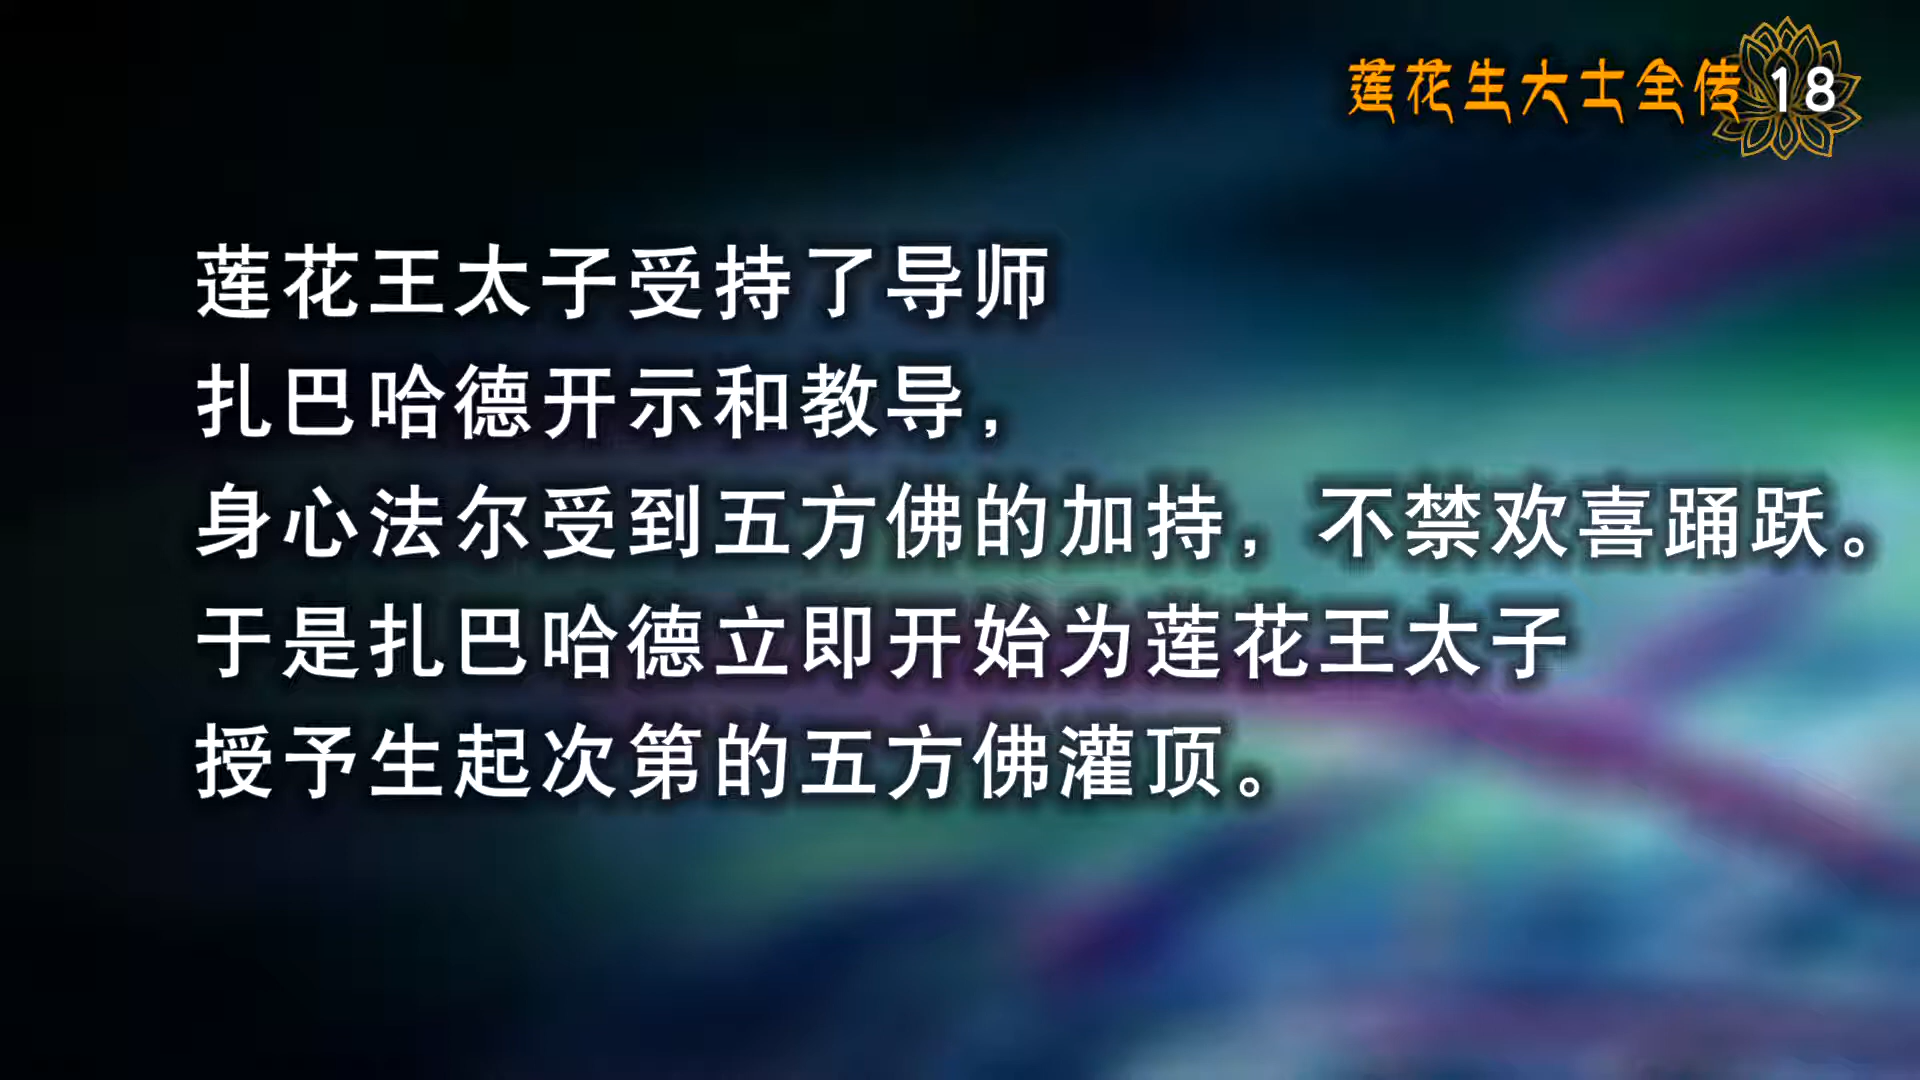 莲花生大士全传 18
莲花王太子受持了导师
扎巴哈德开示和教导，
身心法尔受到五方佛的加持，不禁欢喜踊跃。
于是扎巴哈德立即开始为莲花王太子
授予生起次第的五方佛灌顶。